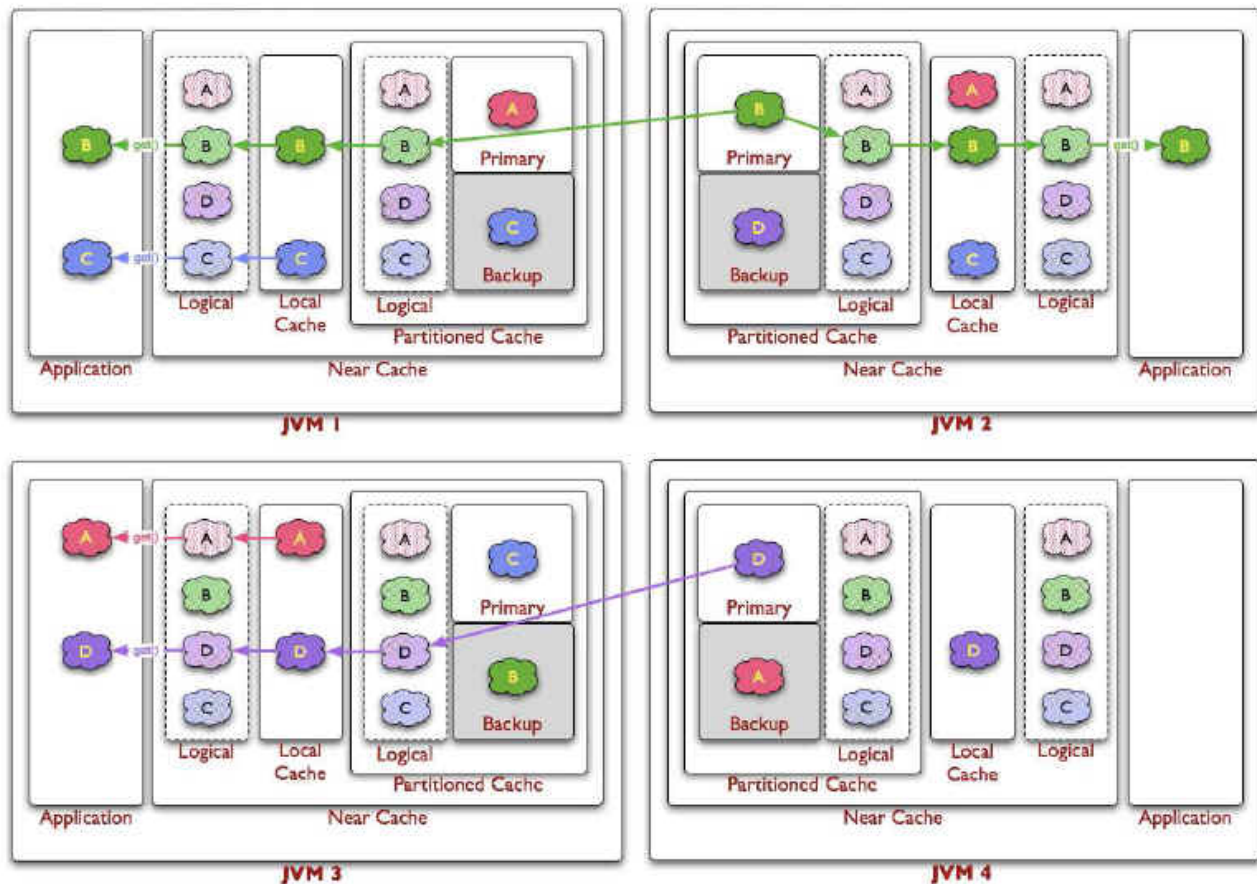 A A A
B get() B B B
Primary
D D
C get() C C C C
Backup
Logical Local Cache Logical
Partitioned Cache
Application Near Cache
JVM 1
A A A
B B B B get() B
Primary
D D D
C C C
Backup
Logical Local Cache Logical
Partitioned Cache
Near Cache Application
JVM 2
A get() A A A C
B B
Primary
D get() D D D B
C C
Backup
Logical Local Cache Logical
Partitioned Cache
Application Near Cache
JVM 3
D A A
B B
Primary
A D D D
C C
Backup
Logical Local Cache Logical
Partitioned Cache
Near Cache Application
JVM 4